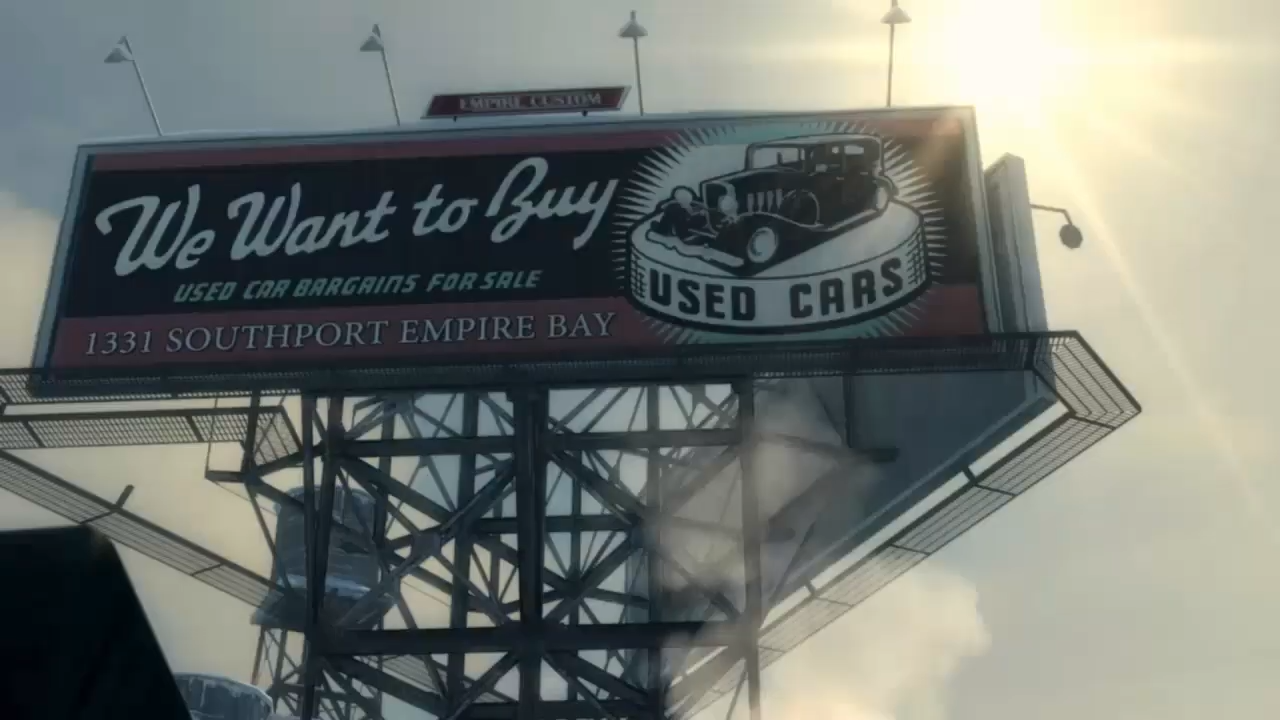 EMPIRE CUSTOM
We Want to Buy
USED CAR BARGAINS FOR SALE
USED CARS
1331 SOUTHPORT EMPIRE BAY